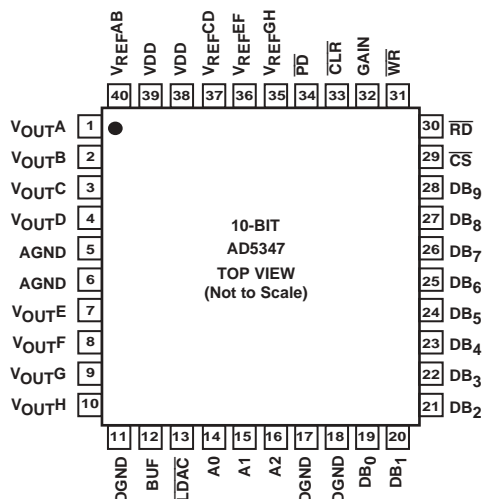 VREFAB
VDD
VDD
VREFCD
VREFEF
VREFGH
PD
CLR
GAIN
WR
40 39 38 37 36 35 34 33 32 31
VOUTA 1
VOUTB 2
VOUTC 3
VOUTD 4
AGND 5
AGND 6
VOUTE 7
VOUTF 8
VOUTG 9
VOUTH 10
10-BIT
AD5347
TOP VIEW
(Not to Scale)
30 RD
29 CS
28 DB9
27 DB8
26 DB7
25 DB6
24 DB5
23 DB4
22 DB3
21 DB2
11 12 13 14 15 16 17 18 19 20
DGND
BUF
LDAC
A0
A1
A2
DGND
DGND
DB0
DB1